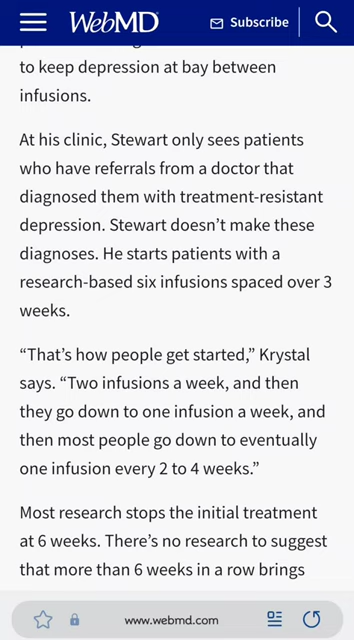 WebMD
Subscribe
to keep depression at bay between
infusions.
At his clinic, Stewart only sees patients
who have referrals from a doctor that
diagnosed them with treatment-resistant
depression. Stewart doesn’t make these
diagnoses. He starts patients with a
research-based six infusions spaced over 3
weeks.
“That’s how people get started,” Krystal
says. “Two infusions a week, and then
they go down to one infusion a week, and
then most people go down to eventually
one infusion every 2 to 4 weeks.”
Most research stops the initial treatment
at 6 weeks. There’s no research to suggest
that more than 6 weeks in a row brings
www.webmd.com